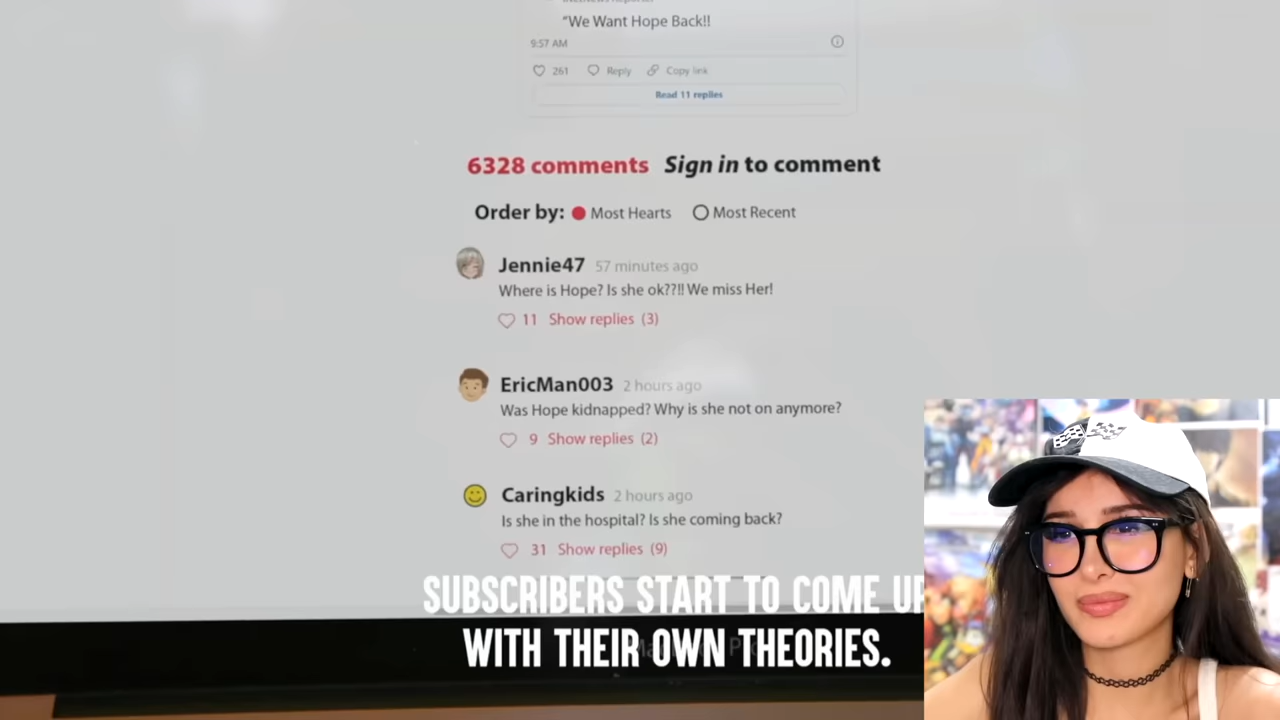 “We Want Hope Back!!
9:57 AM
261 Reply Copy link
Read 11 replies
6328 comments Sign in to comment
Order by: Most Hearts Most Recent
Jennie47 57 minutes ago
Where is Hope? Is she ok??!! We miss Her!
11 Show replies (3)
EricMan003 2 hours ago
Was Hope kidnapped? Why is she not on anymore?
9 Show replies (2)
Caringkids 2 hours ago
Is she in the hospital? Is she coming back?
31 Show replies (9)
SUBSCRIBERS START TO COME UP
WITH THEIR OWN THEORIES.